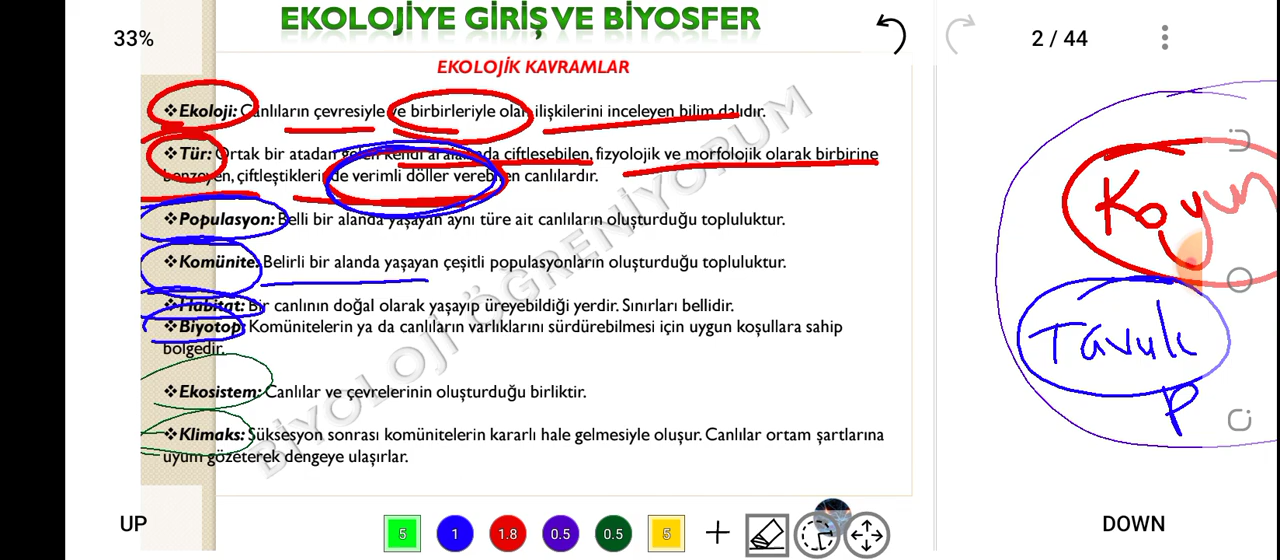 EKOLOJİYE GİRİŞ VE BİYOSFER
33%
2 / 44
EKOLOJİK KAVRAMLAR
❖Ekoloji: Canlıların çevresiyle ve birbirleriyle olan ilişkilerini inceleyen bilim dalıdır.
❖Tür: Ortak bir atadan gelen kendi aralarında çiftleşebilen, fizyolojik ve morfolojik olarak birbirine
benzeyen, çiftleştiklerinde verimli döller verebilen canlılardır.
❖Popülasyon: Belli bir alanda yaşayan aynı türe ait canlıların oluşturduğu topluluktur.
❖Komünite: Belirli bir alanda yaşayan çeşitli populasyonların oluşturduğu topluluktur.
❖Habitat: Bir canlının doğal olarak yaşayıp üreyebildiği yerdir. Sınırları bellidir.
❖Biyotop: Komünitelerin ya da canlıların varlıklarını sürdürebilmesi için uygun koşullara sahip
bölgedir.
❖Ekosistem: Canlılar ve çevrelerinin oluşturduğu birliktir.
❖Klimaks: Süksesyon sonrası komünitelerin kararlı hale gelmesiyle oluşur. Canlılar ortam şartlarına
uyum gözeterek dengeye ulaşırlar.
BİYOLOJİ ÖĞRENİYORUM
Koyun
Tavuk
P
UP
5
1
1.8
0.5
0.5
5
DOWN